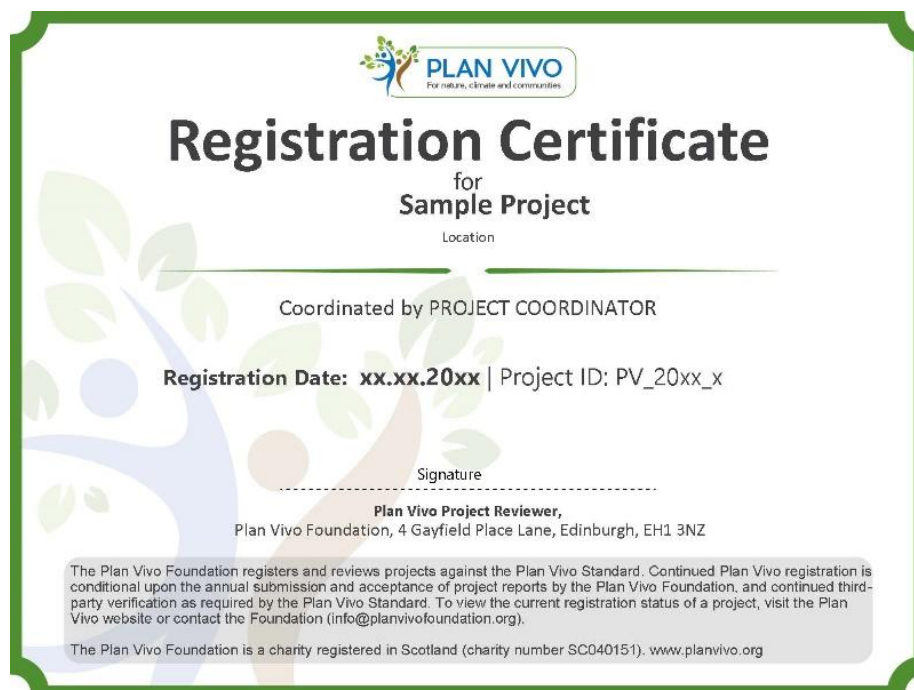 PLAN VIVO
For nature, climate and communities
Registration Certificate
for
Sample Project
Location
Coordinated by PROJECT COORDINATOR
Registration Date: xx.xx.20xx | Project ID: PV_20xx_x
Signature
Plan Vivo Project Reviewer,
Plan Vivo Foundation, 4 Gayfield Place Lane, Edinburgh, EH1 3NZ
The Plan Vivo Foundation registers and reviews projects against the Plan Vivo Standard. Continued Plan Vivo registration is
conditional upon the annual submission and acceptance of project reports by the Plan Vivo Foundation, and continued third-
party verification as required by the Plan Vivo Standard. To view the current registration status of a project, visit the Plan
Vivo website or contact the Foundation (info@planvivofoundation.org).
The Plan Vivo Foundation is a charity registered in Scotland (charity number SC040151). www.planvivo.org